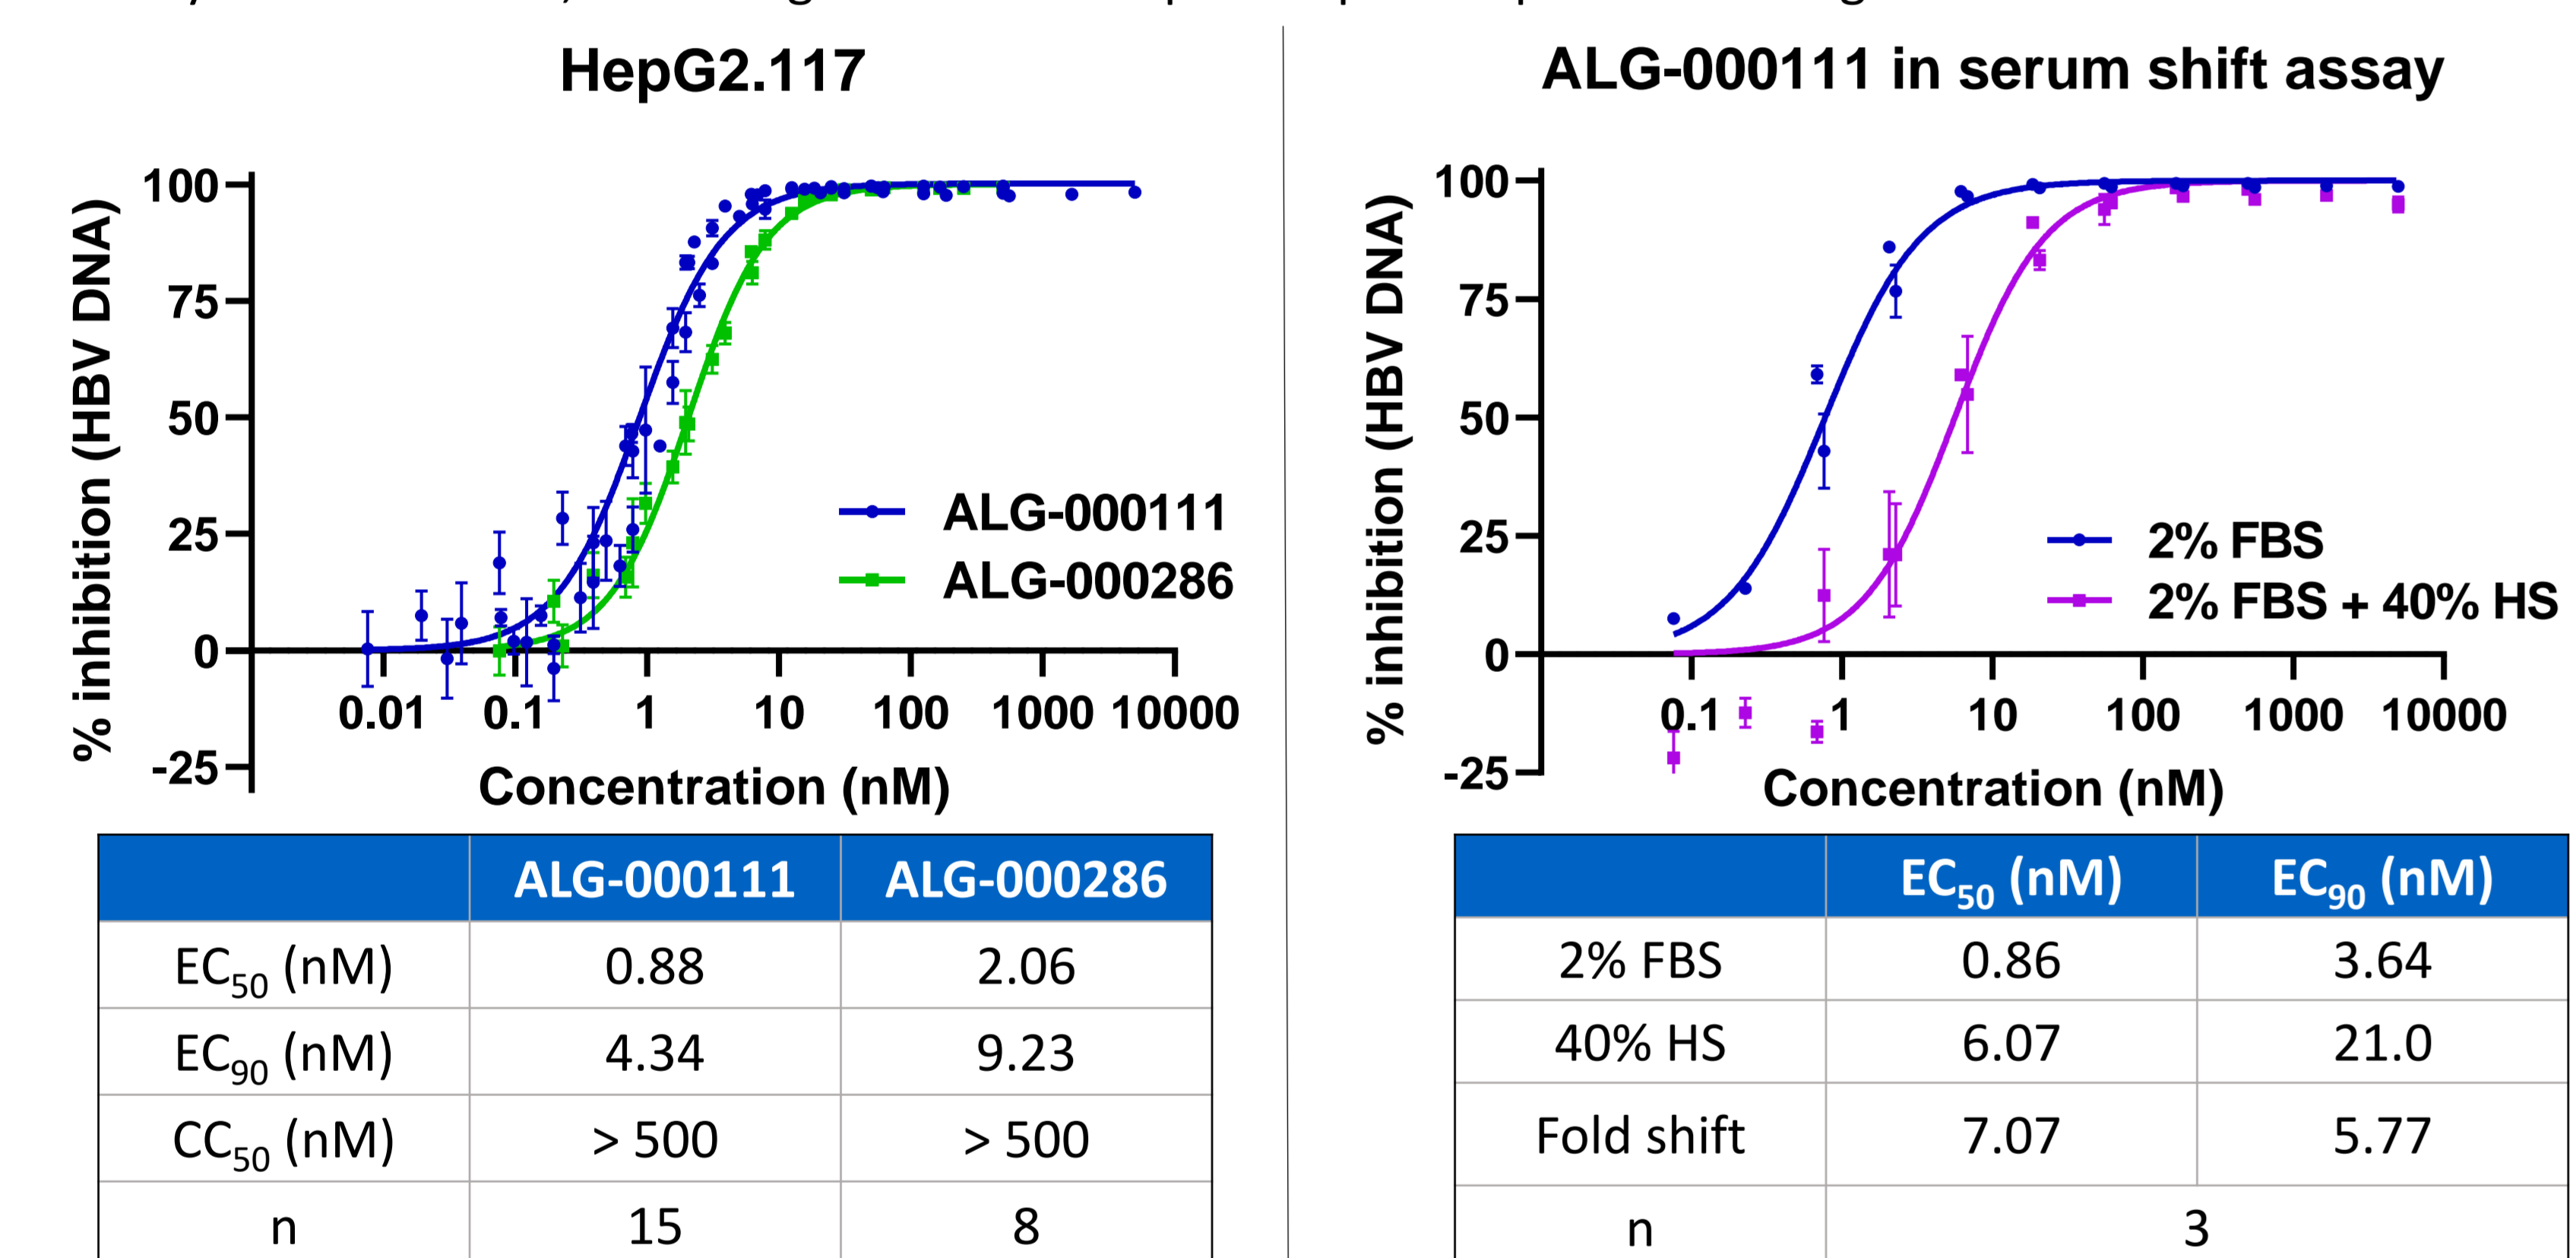 HepG2.117
% inhibition (HBV DNA)
100
75
50
25
0
-25
0.01 0.1 1 10 100 1000 10000
Concentration (nM)
ALG-000111
ALG-000286
ALG-000111 ALG-000286
EC50 (nM) 0.88 2.06
EC90 (nM) 4.34 9.23
CC50 (nM) > 500 > 500
n 15 8
ALG-000111 in serum shift assay
% inhibition (HBV DNA)
100
75
50
25
0
-25
0.1 1 10 100 1000 10000
Concentration (nM)
2% FBS
2% FBS + 40% HS
EC50 (nM) EC90 (nM)
2% FBS 0.86 3.64
40% HS 6.07 21.0
Fold shift 7.07 5.77
n 3